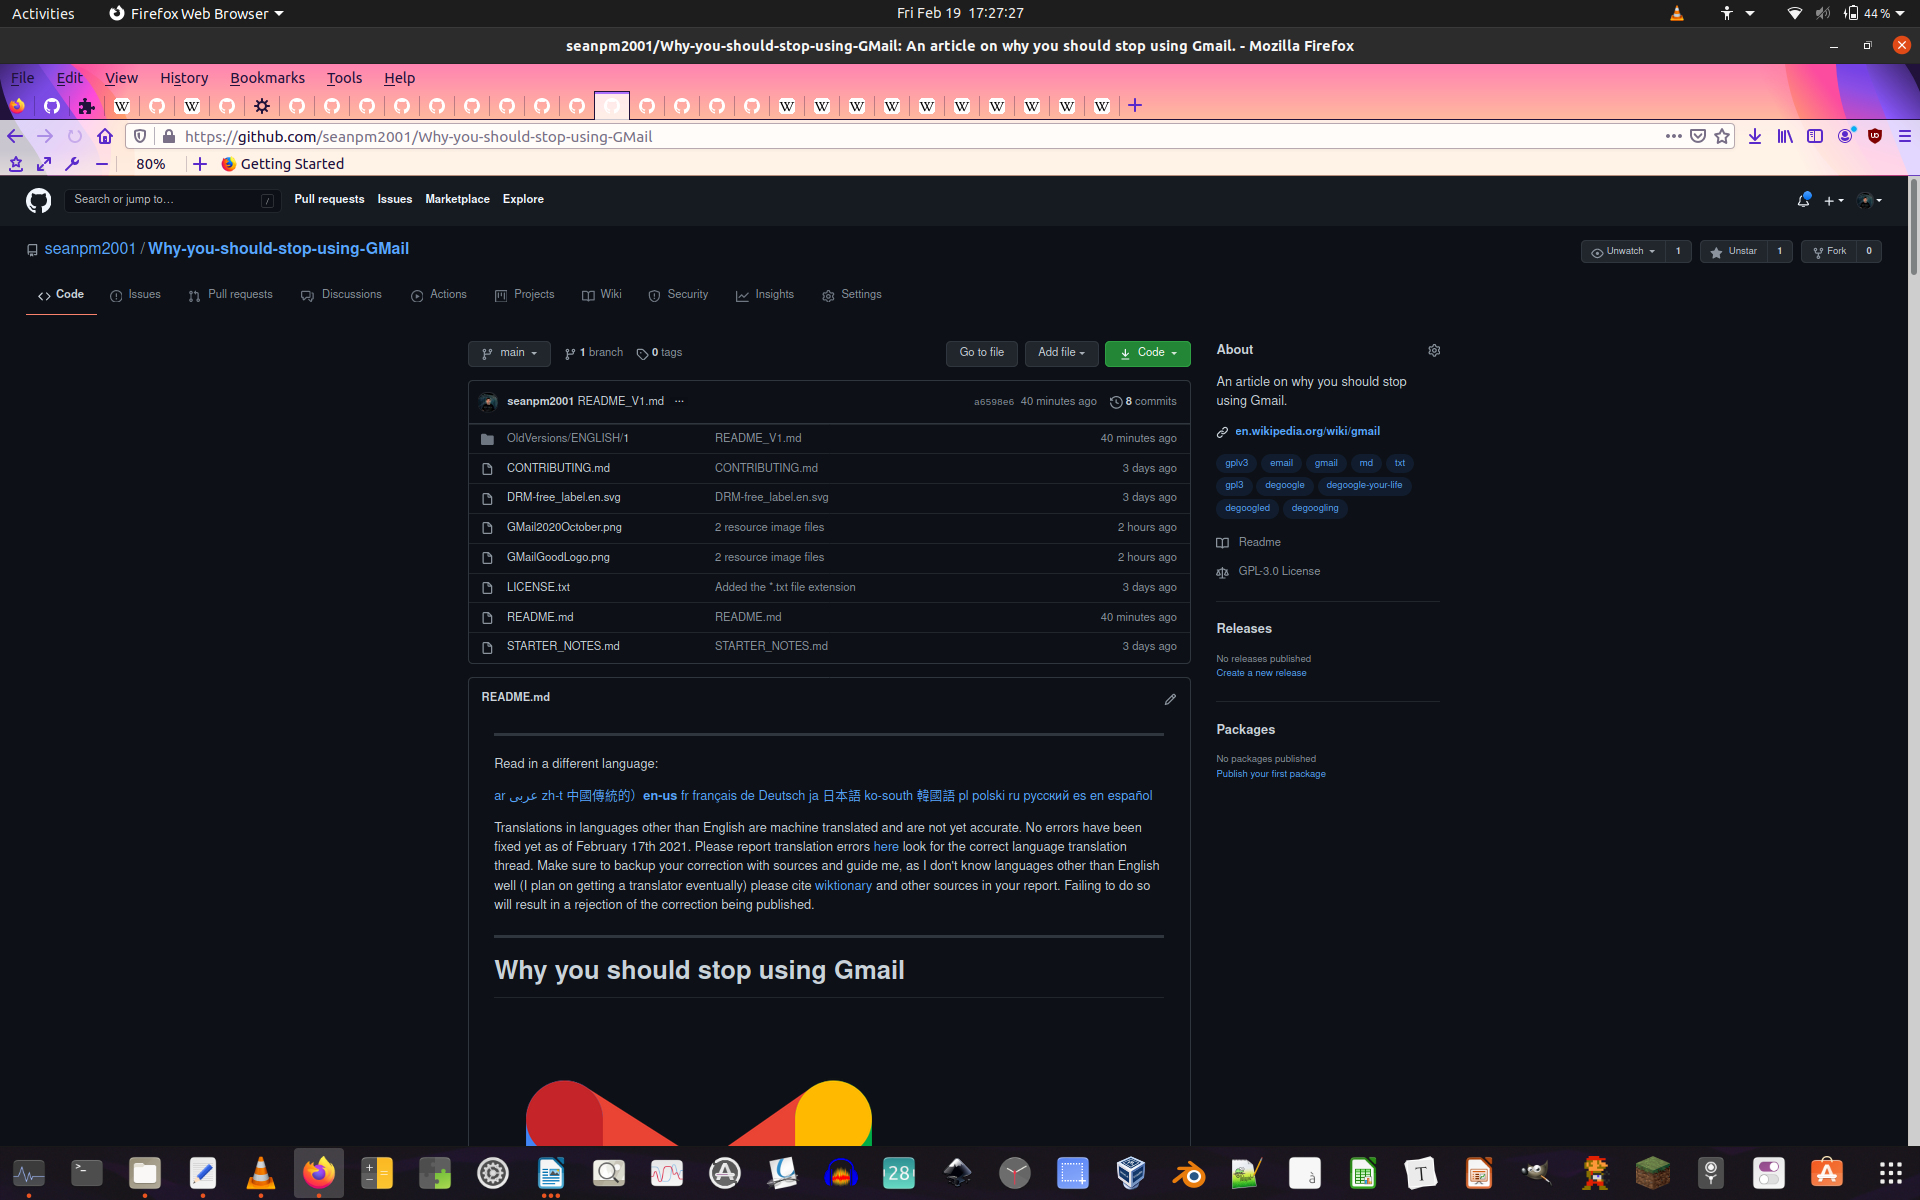 Activities Firefox Web Browser Fri Feb 19 17:27:27 44 %
seanpm2001/Why-you-should-stop-using-GMail: An article on why you should stop using Gmail. - Mozilla Firefox
File Edit View History Bookmarks Tools Help
https://github.com/seanpm2001/Why-you-should-stop-using-GMail
80% Getting Started
Search or jump to… / Pull requests Issues Marketplace Explore
seanpm2001 / Why-you-should-stop-using-GMail Unwatch 1 Unstar 1 Fork 0
Code Issues Pull requests Discussions Actions Projects Wiki Security Insights Settings
main 1 branch 0 tags Go to file Add file Code
seanpm2001 README_V1.md ... a6598e6 40 minutes ago 8 commits
OldVersions/ENGLISH/1 README_V1.md 40 minutes ago
CONTRIBUTING.md CONTRIBUTING.md 3 days ago
DRM-free_label.en.svg DRM-free_label.en.svg 3 days ago
GMail2020October.png 2 resource image files 2 hours ago
GMailGoodLogo.png 2 resource image files 2 hours ago
LICENSE.txt Added the *.txt file extension 3 days ago
README.md README.md 40 minutes ago
STARTER_NOTES.md STARTER_NOTES.md 3 days ago
About
An article on why you should stop
using Gmail.
en.wikipedia.org/wiki/gmail
gplv3 email gmail md txt
gpl3 degoogle degoogle-your-life
degoogled degoogling
Readme
GPL-3.0 License
Releases
No releases published
Create a new release
Packages
No packages published
Publish your first package
README.md
Read in a different language:
ar عربى zh-t 中國傳統的）en-us fr français de Deutsch ja 日本語 ko-south 韓國語 pl polski ru русский es en español
Translations in languages other than English are machine translated and are not yet accurate. No errors have been
fixed yet as of February 17th 2021. Please report translation errors here look for the correct language translation
thread. Make sure to backup your correction with sources and guide me, as I don't know languages other than English
well (I plan on getting a translator eventually) please cite wiktionary and other sources in your report. Failing to do so
will result in a rejection of the correction being published.
Why you should stop using Gmail
28